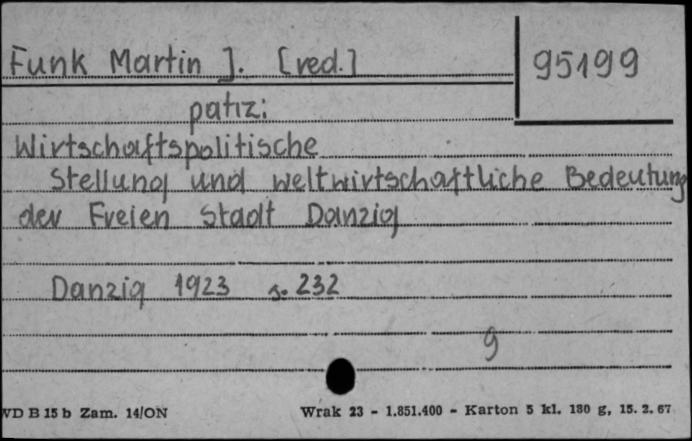 Funk Martin J. [red.]
95199
patrz:
Wirtschaftspolitische
Stellung und weltwirtschaftliche Bedeutung
der Freien Stadt Danzig
Danzig 1923 s. 232
9
WD B 15 b Zam. 14/ON
Wrak 23 - 1.851.400 - Karton 5 kl. 180 g, 15. 2. 67